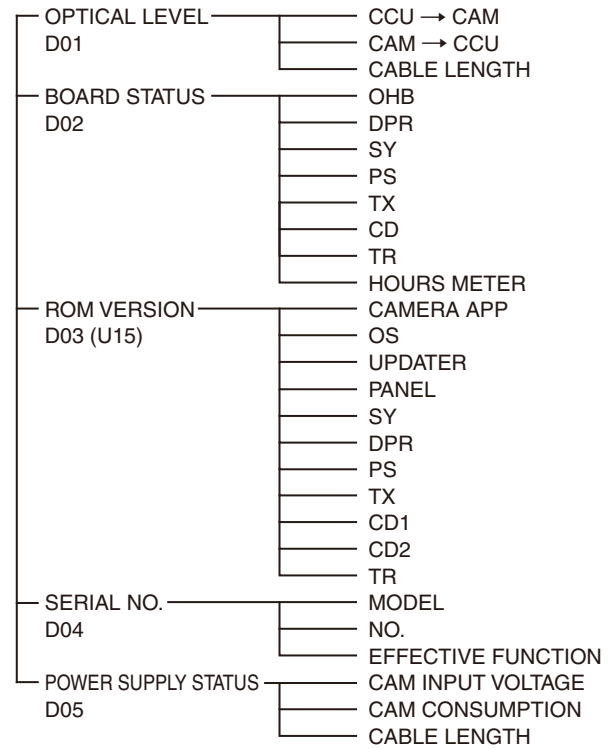 OPTICAL LEVEL
D01
CCU → CAM
CAM → CCU
CABLE LENGTH
BOARD STATUS
D02
OHB
DPR
SY
PS
TX
CD
TR
HOURS METER
ROM VERSION
D03 (U15)
CAMERA APP
OS
UPDATER
PANEL
SY
DPR
PS
TX
CD1
CD2
TR
SERIAL NO.
D04
MODEL
NO.
EFFECTIVE FUNCTION
POWER SUPPLY STATUS
D05
CAM INPUT VOLTAGE
CAM CONSUMPTION
CABLE LENGTH